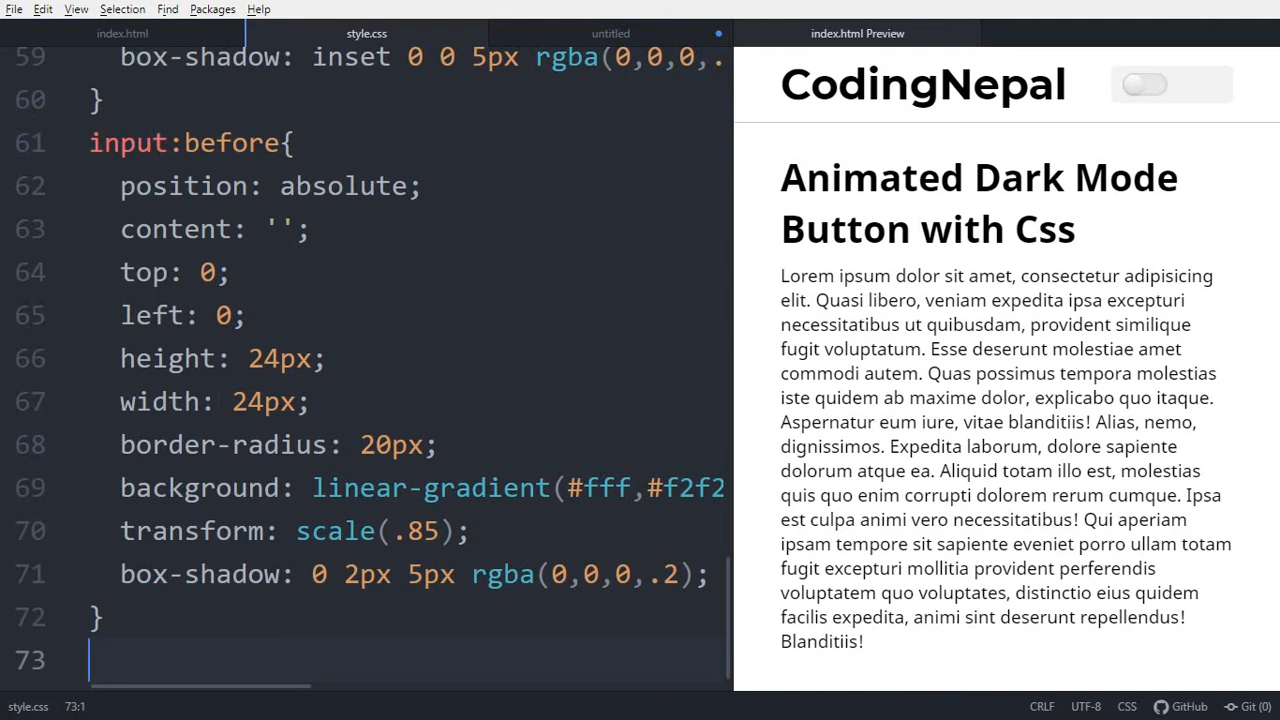 File Edit View Selection Find Packages Help
index.html style.css untitled index.html Preview
59 box-shadow: inset 0 0 5px rgba(0,0,0,.
60 }
61 input:before{
62 position: absolute;
63 content: '';
64 top: 0;
65 left: 0;
66 height: 24px;
67 width: 24px;
68 border-radius: 20px;
69 background: linear-gradient(#fff,#f2f2
70 transform: scale(.85);
71 box-shadow: 0 2px 5px rgba(0,0,0,.2);
72 }
73
CodingNepal
Animated Dark Mode
Button with Css
Lorem ipsum dolor sit amet, consectetur adipisicing
elit. Quasi libero, veniam expedita ipsa excepturi
necessitatibus ut quibusdam, provident similique
fugit voluptatum. Esse deserunt molestiae amet
commodi autem. Quas possimus tempora molestias
iste quidem ab maxime dolor, explicabo quo itaque.
Aspernatur eum iure, vitae blanditiis! Alias, nemo,
dignissimos. Expedita laborum, dolore sapiente
dolorum atque ea. Aliquid totam illo est, molestias
quis quo enim corrupti dolorem rerum cumque. Ipsa
est culpa animi vero necessitatibus! Qui aperiam
ipsam tempore sit sapiente eveniet porro ullam totam
fugit excepturi mollitia provident perferendis
voluptatem quo voluptates, distinctio eius quidem
facilis expedita, animi sint deserunt repellendus!
Blanditiis!
style.css 73:1 CRLF UTF-8 CSS GitHub Git (0)